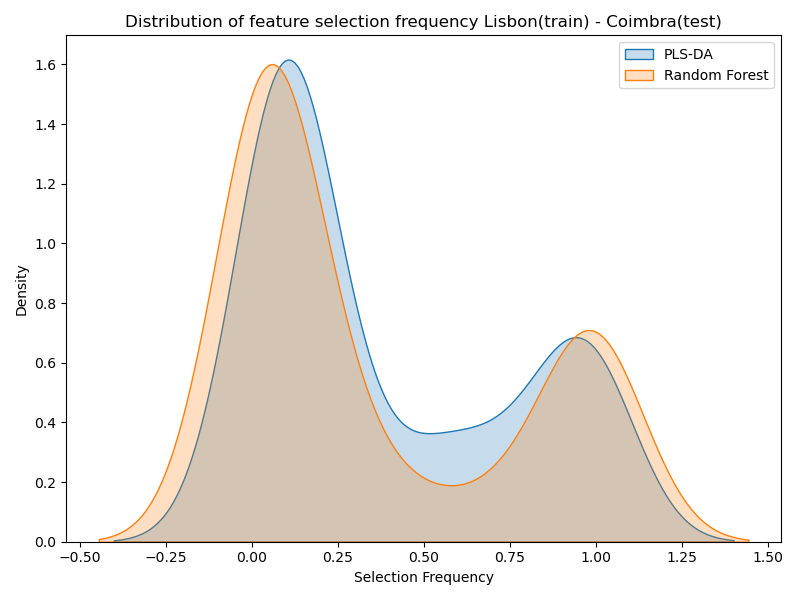 Distribution of feature selection frequency Lisbon(train) - Coimbra(test)
PLS-DA
Random Forest
Density
1.6
1.4
1.2
1.0
0.8
0.6
0.4
0.2
0.0
−0.50 −0.25 0.00 0.25 0.50 0.75 1.00 1.25 1.50
Selection Frequency